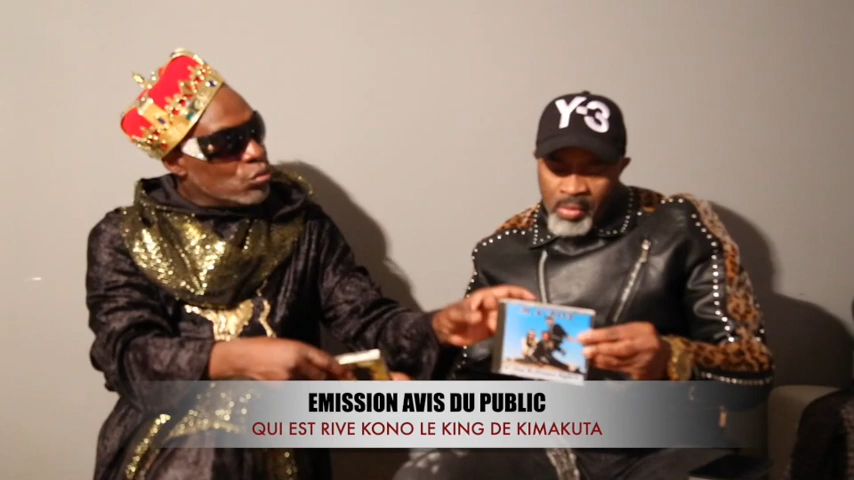 Y-3
EMISSION AVIS DU PUBLIC
QUI EST RIVE KONO LE KING DE KIMAKUTA